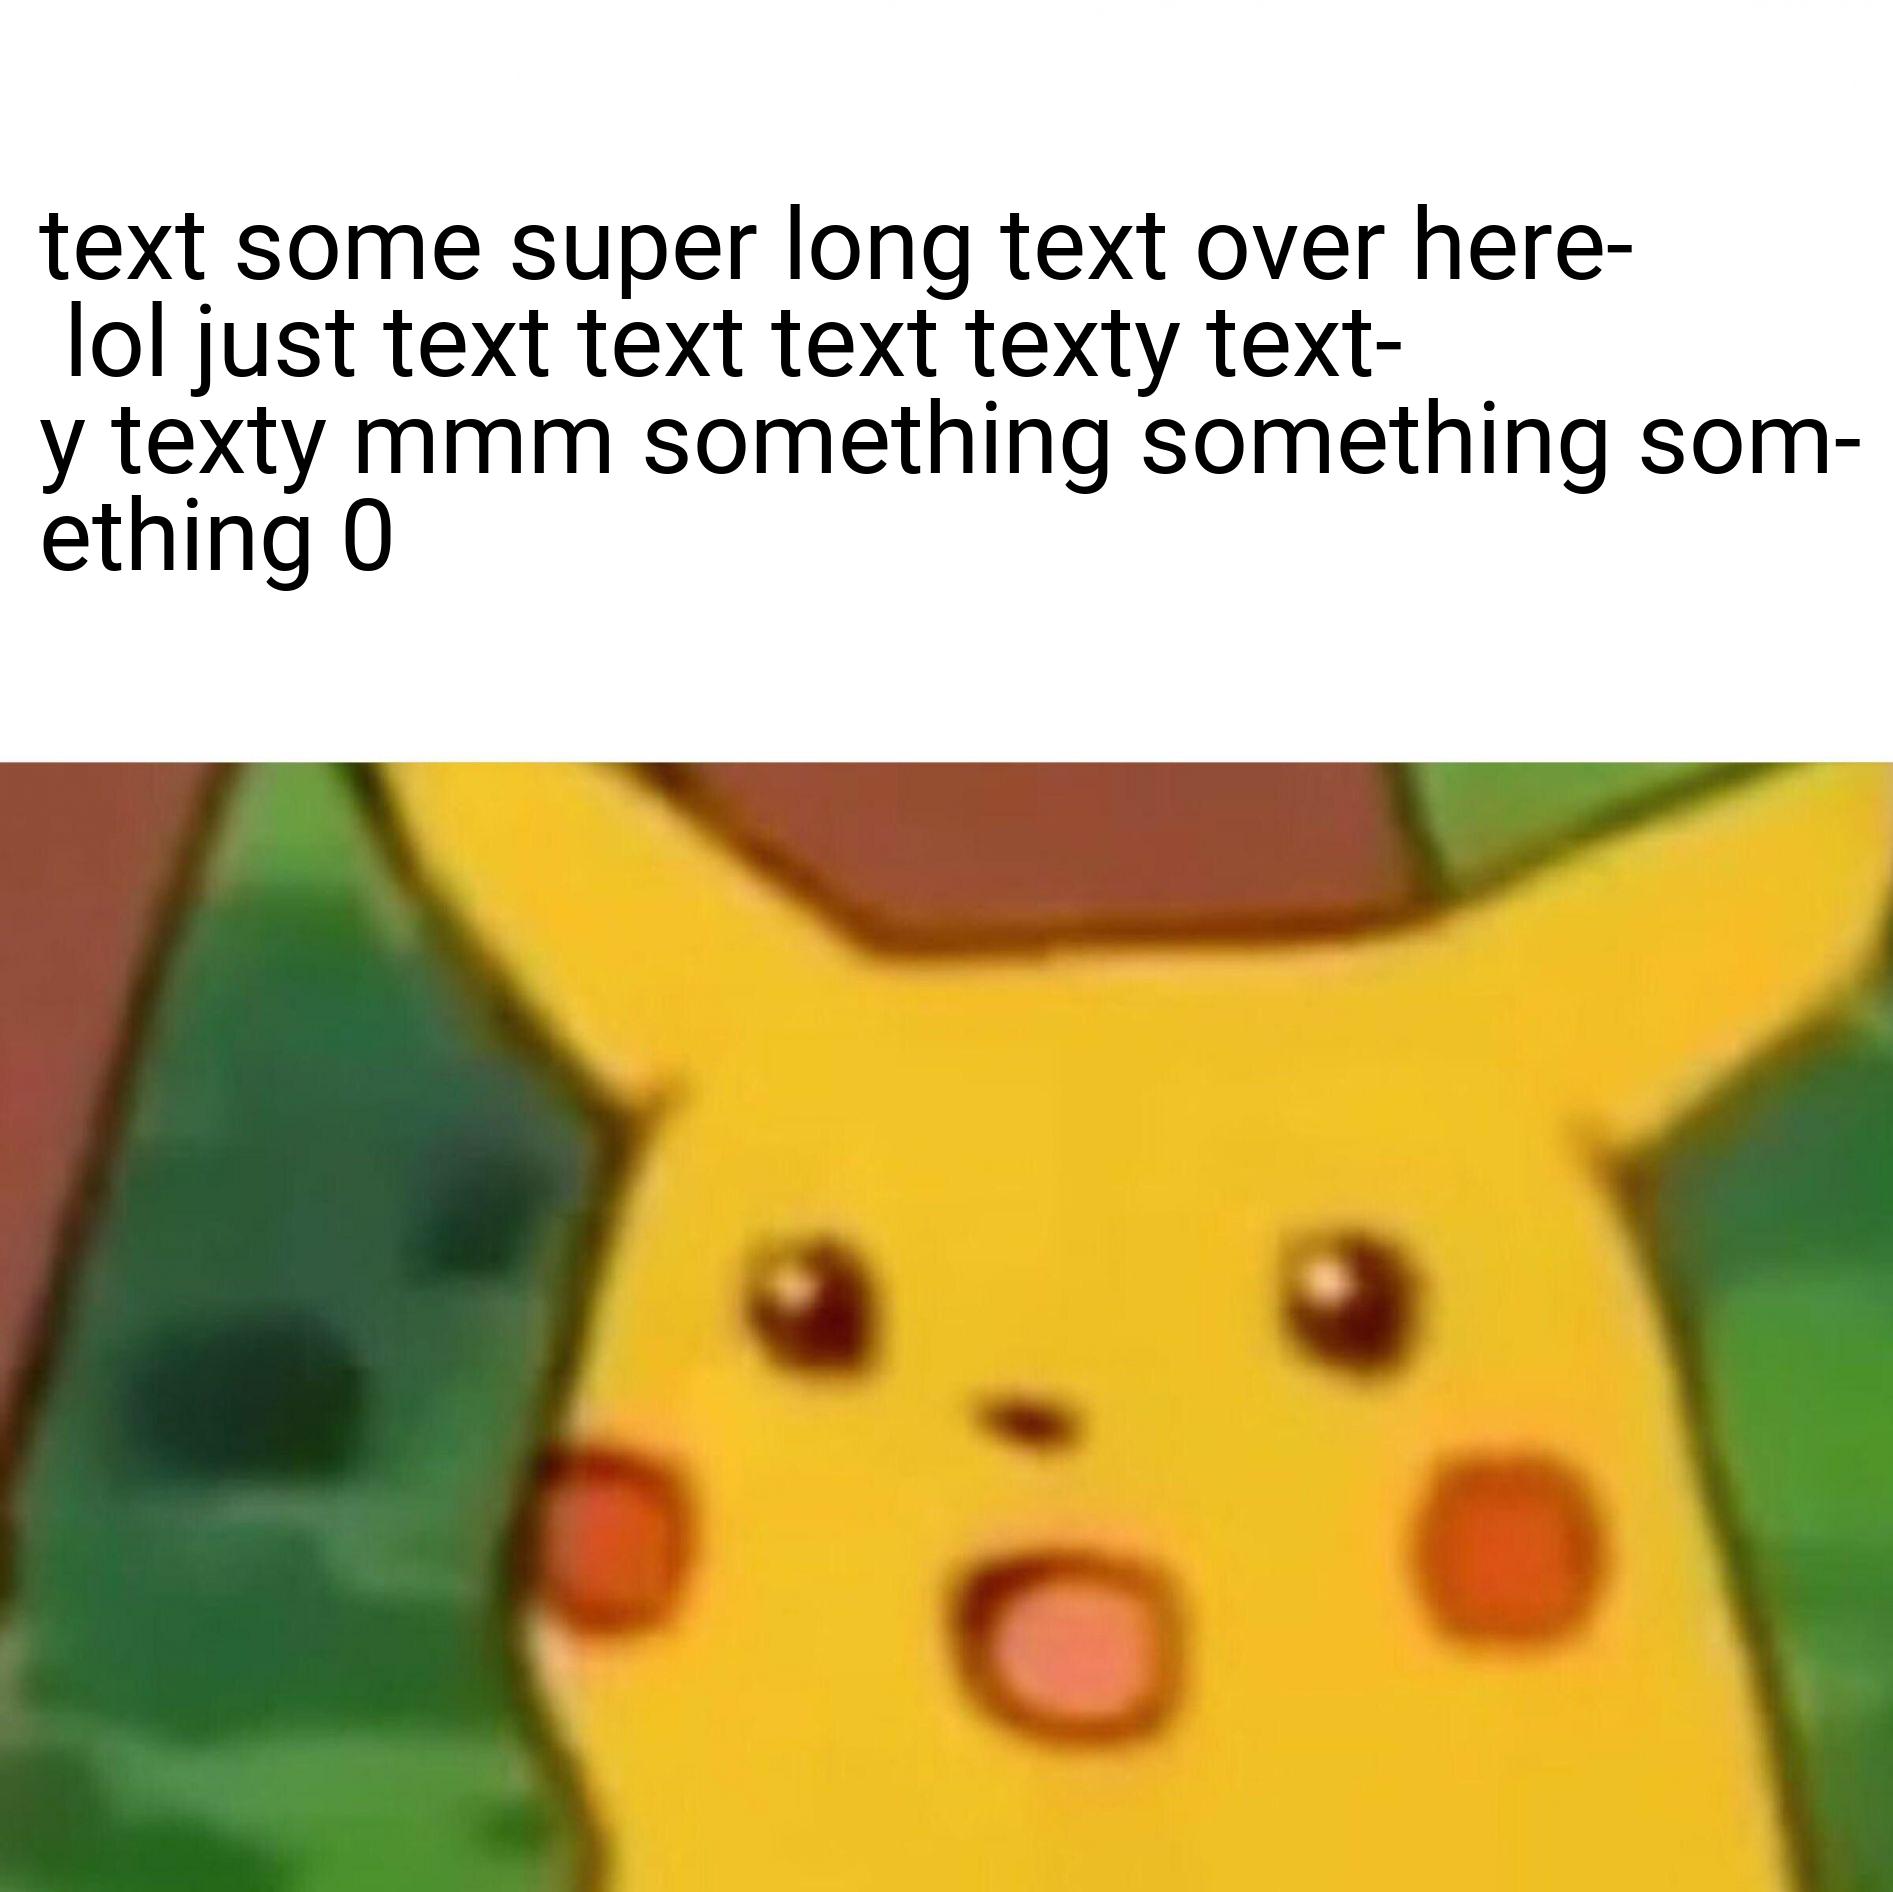 text some super long text over here-
 lol just text text text texty text-
y texty mmm something something som-
ething 0